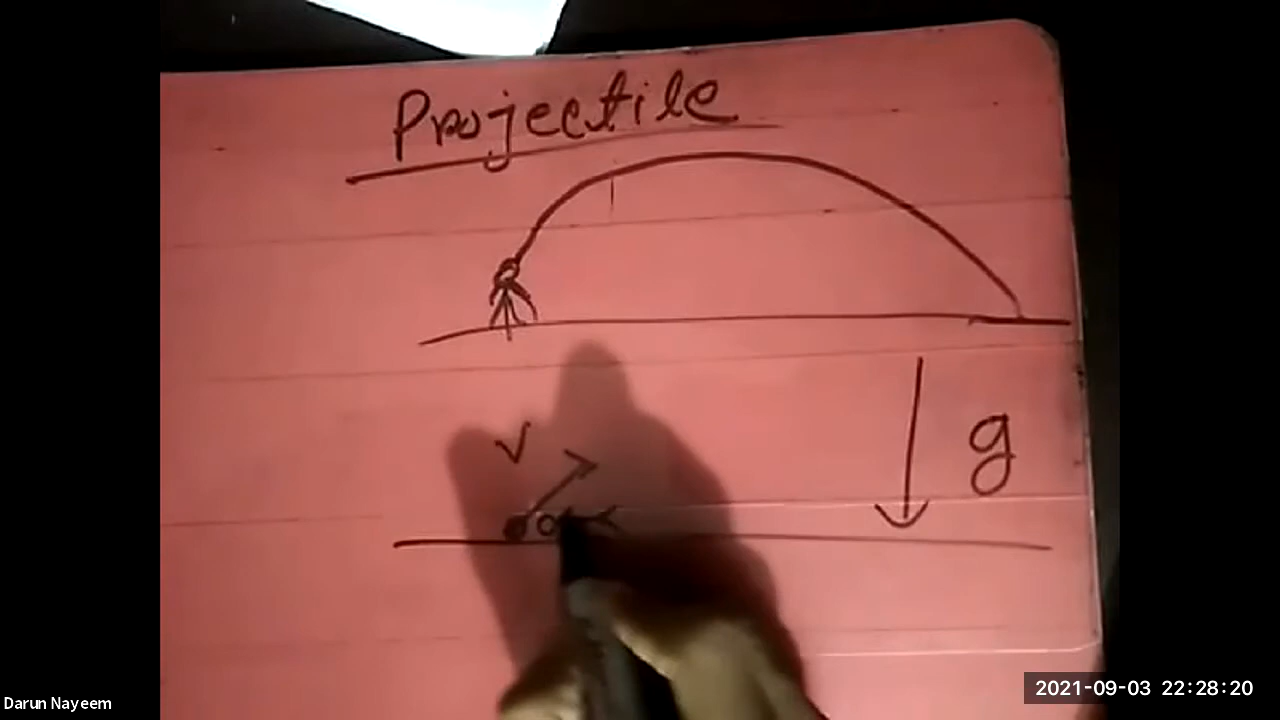 Projectile
g
v
α
Darun Nayeem
2021-09-03 22:28:20